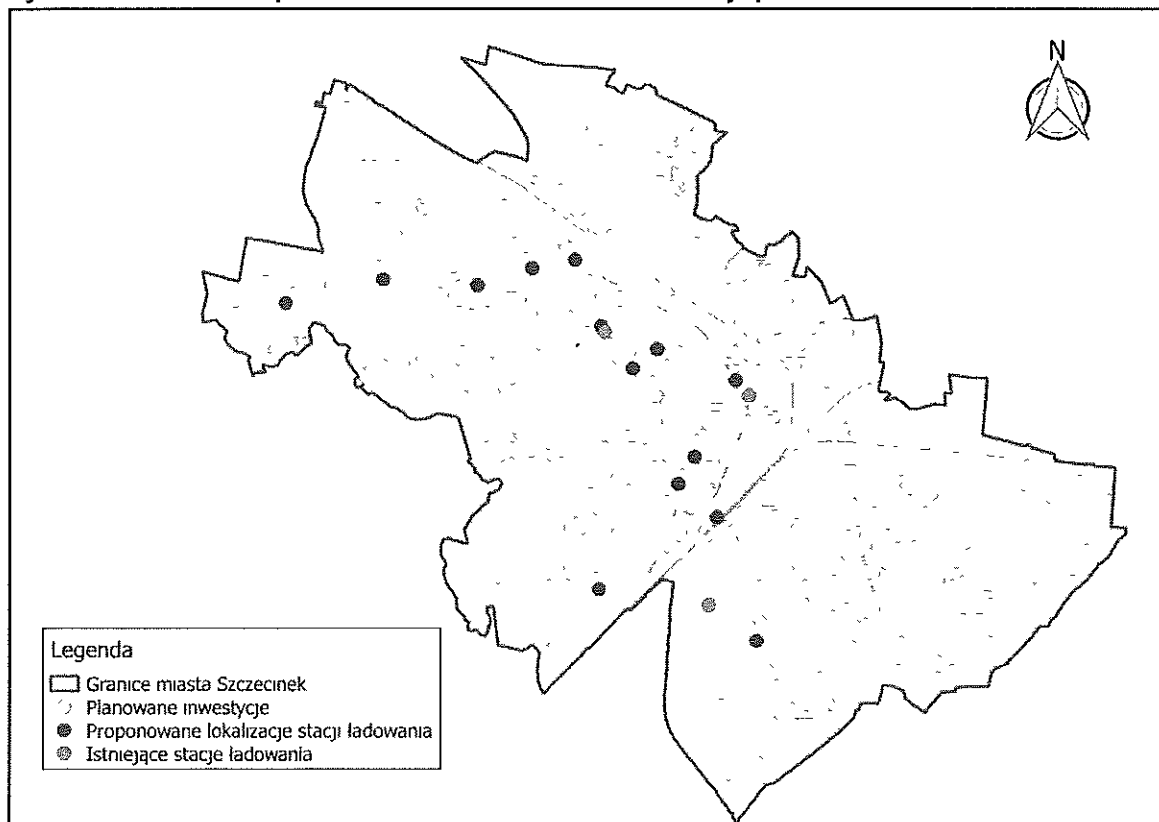 N
Legenda
Granice miasta Szczecinek
Planowane inwestycje
Proponowane lokalizacje stacji ładowania
Istniejące stacje ładowania